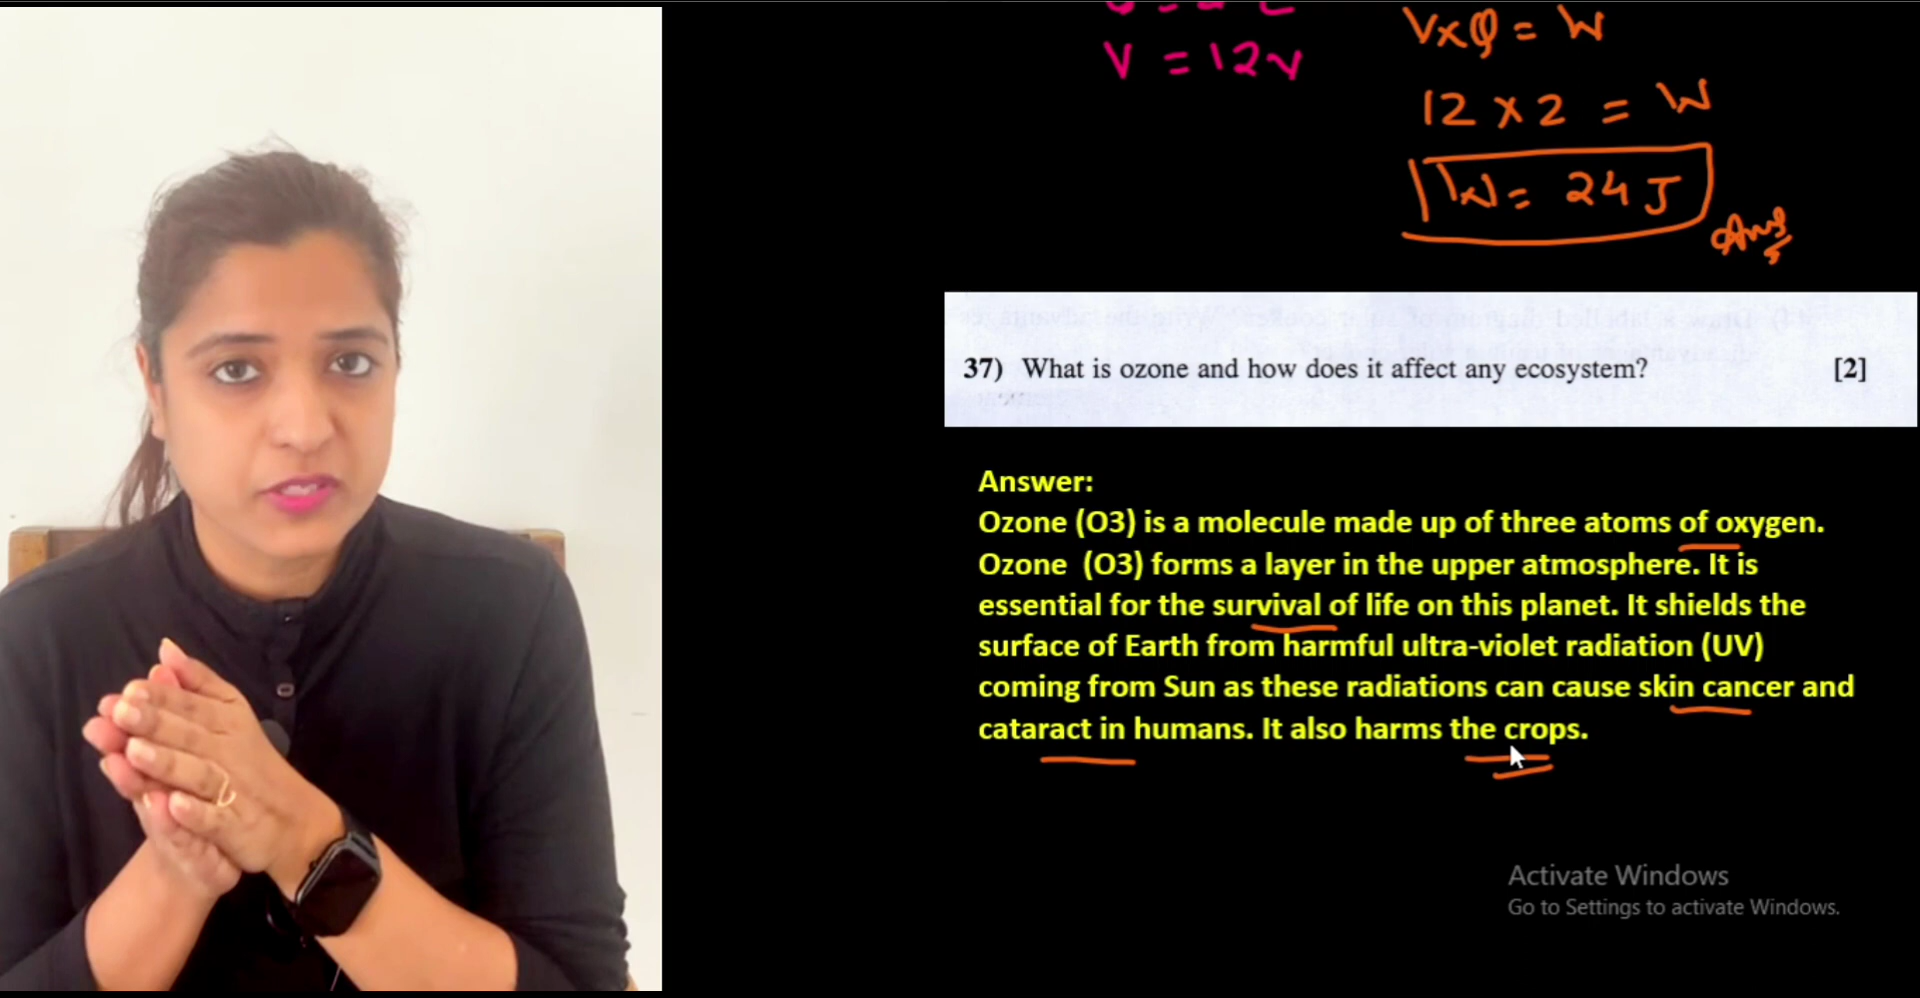 V = 12v
V×Q = W
12 × 2 = W
W = 24 J
Ans
37) What is ozone and how does it affect any ecosystem? [2]
Answer:
Ozone (O3) is a molecule made up of three atoms of oxygen.
Ozone (O3) forms a layer in the upper atmosphere. It is
essential for the survival of life on this planet. It shields the
surface of Earth from harmful ultra-violet radiation (UV)
coming from Sun as these radiations can cause skin cancer and
cataract in humans. It also harms the crops.
Activate Windows
Go to Settings to activate Windows.